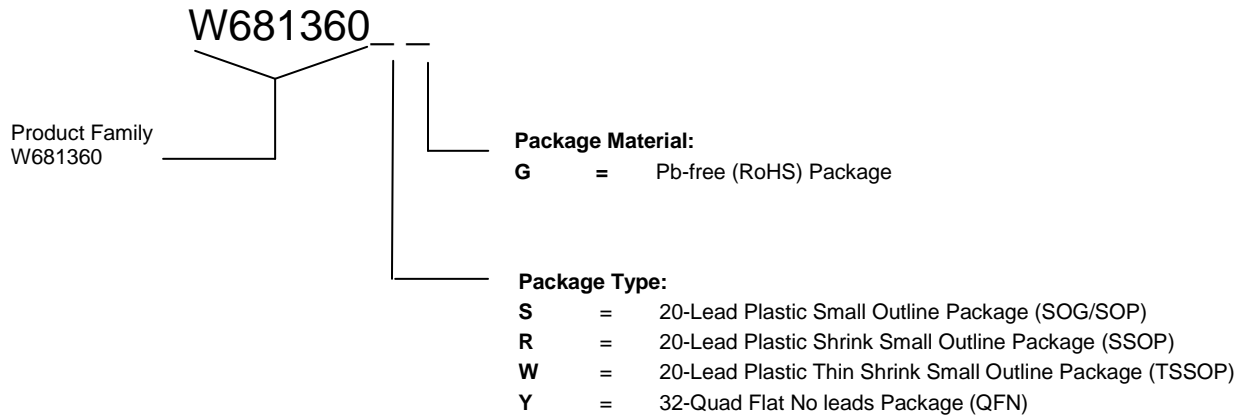 W681360_ _
Product Family
W681360
Package Material:
G = Pb-free (RoHS) Package
Package Type:
S = 20-Lead Plastic Small Outline Package (SOG/SOP)
R = 20-Lead Plastic Shrink Small Outline Package (SSOP)
W = 20-Lead Plastic Thin Shrink Small Outline Package (TSSOP)
Y = 32-Quad Flat No leads Package (QFN)